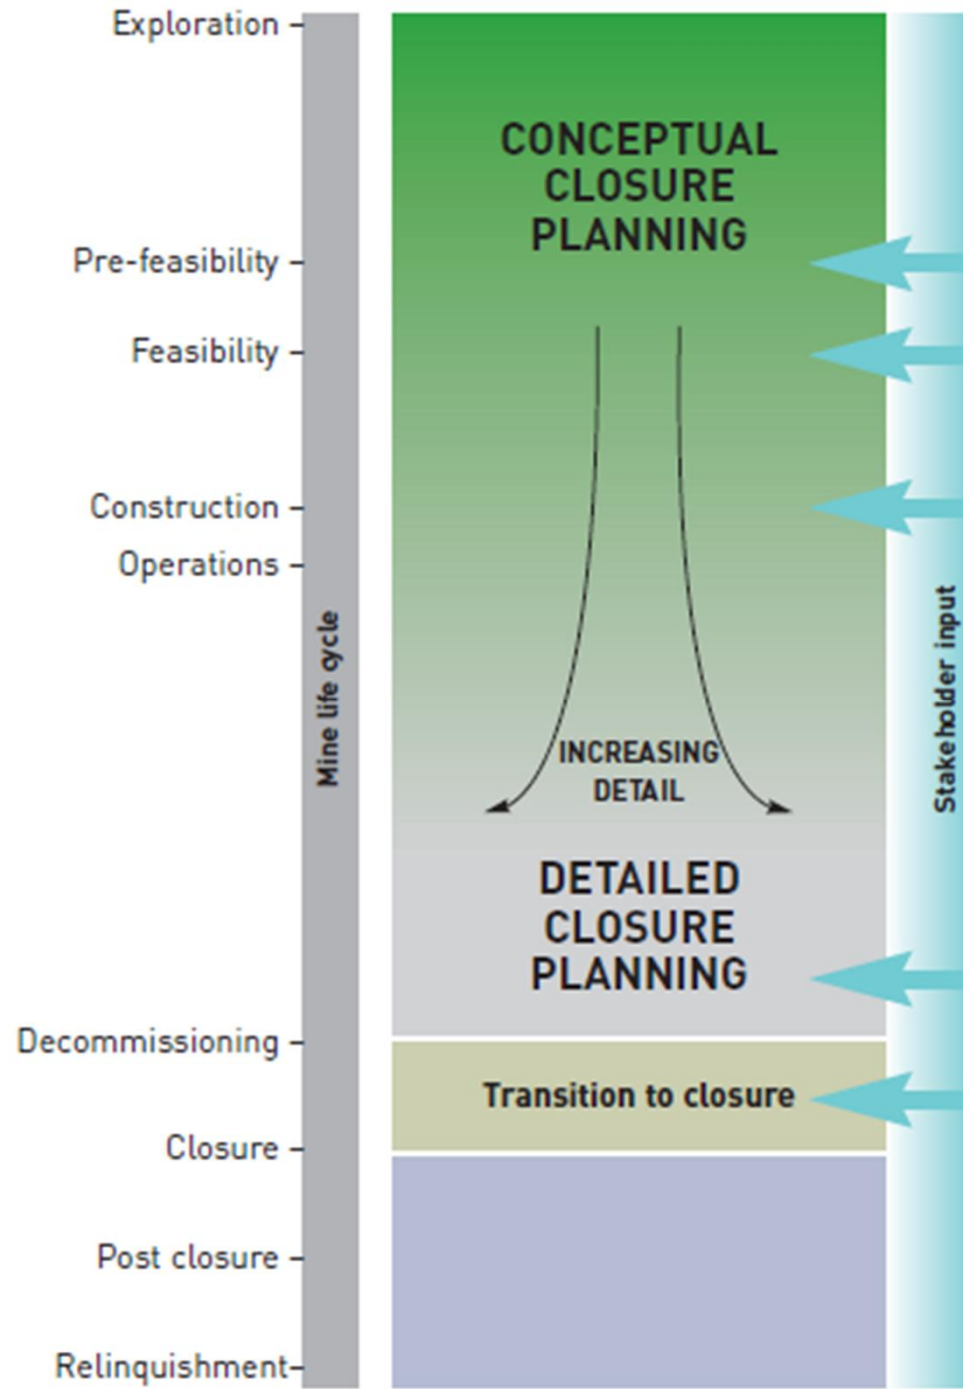 Exploration
CONCEPTUAL
CLOSURE
PLANNING
Pre-feasibility
Feasibility
Construction
Operations
Mine life cycle
Stakeholder input
INCREASING
DETAIL
DETAILED
CLOSURE
PLANNING
Decommissioning
Transition to closure
Closure
Post closure
Relinquishment